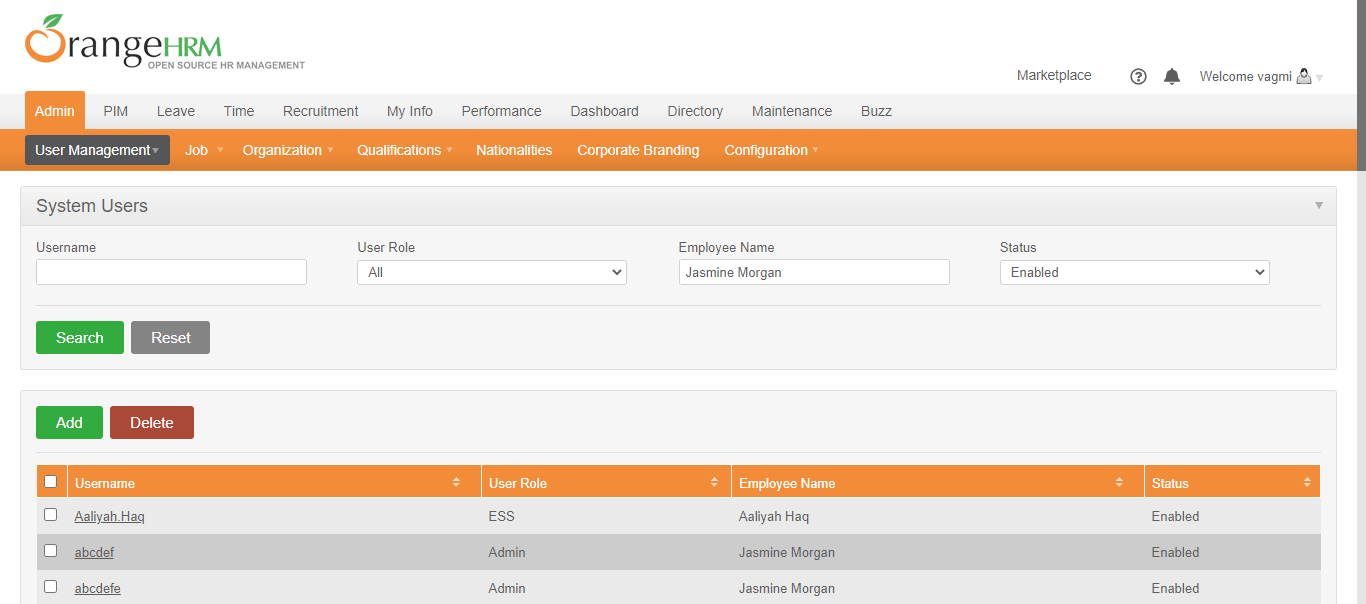 OrangeHRM
OPEN SOURCE HR MANAGEMENT
Marketplace ? Welcome vagmi
Admin PIM Leave Time Recruitment My Info Performance Dashboard Directory Maintenance Buzz
User Management Job Organization Qualifications Nationalities Corporate Branding Configuration
System Users
Username User Role Employee Name Status
All Jasmine Morgan Enabled
Search Reset
Add Delete
Username User Role Employee Name Status
Aaliyah.Haq ESS Aaliyah Haq Enabled
abcdef Admin Jasmine Morgan Enabled
abcdefe Admin Jasmine Morgan Enabled